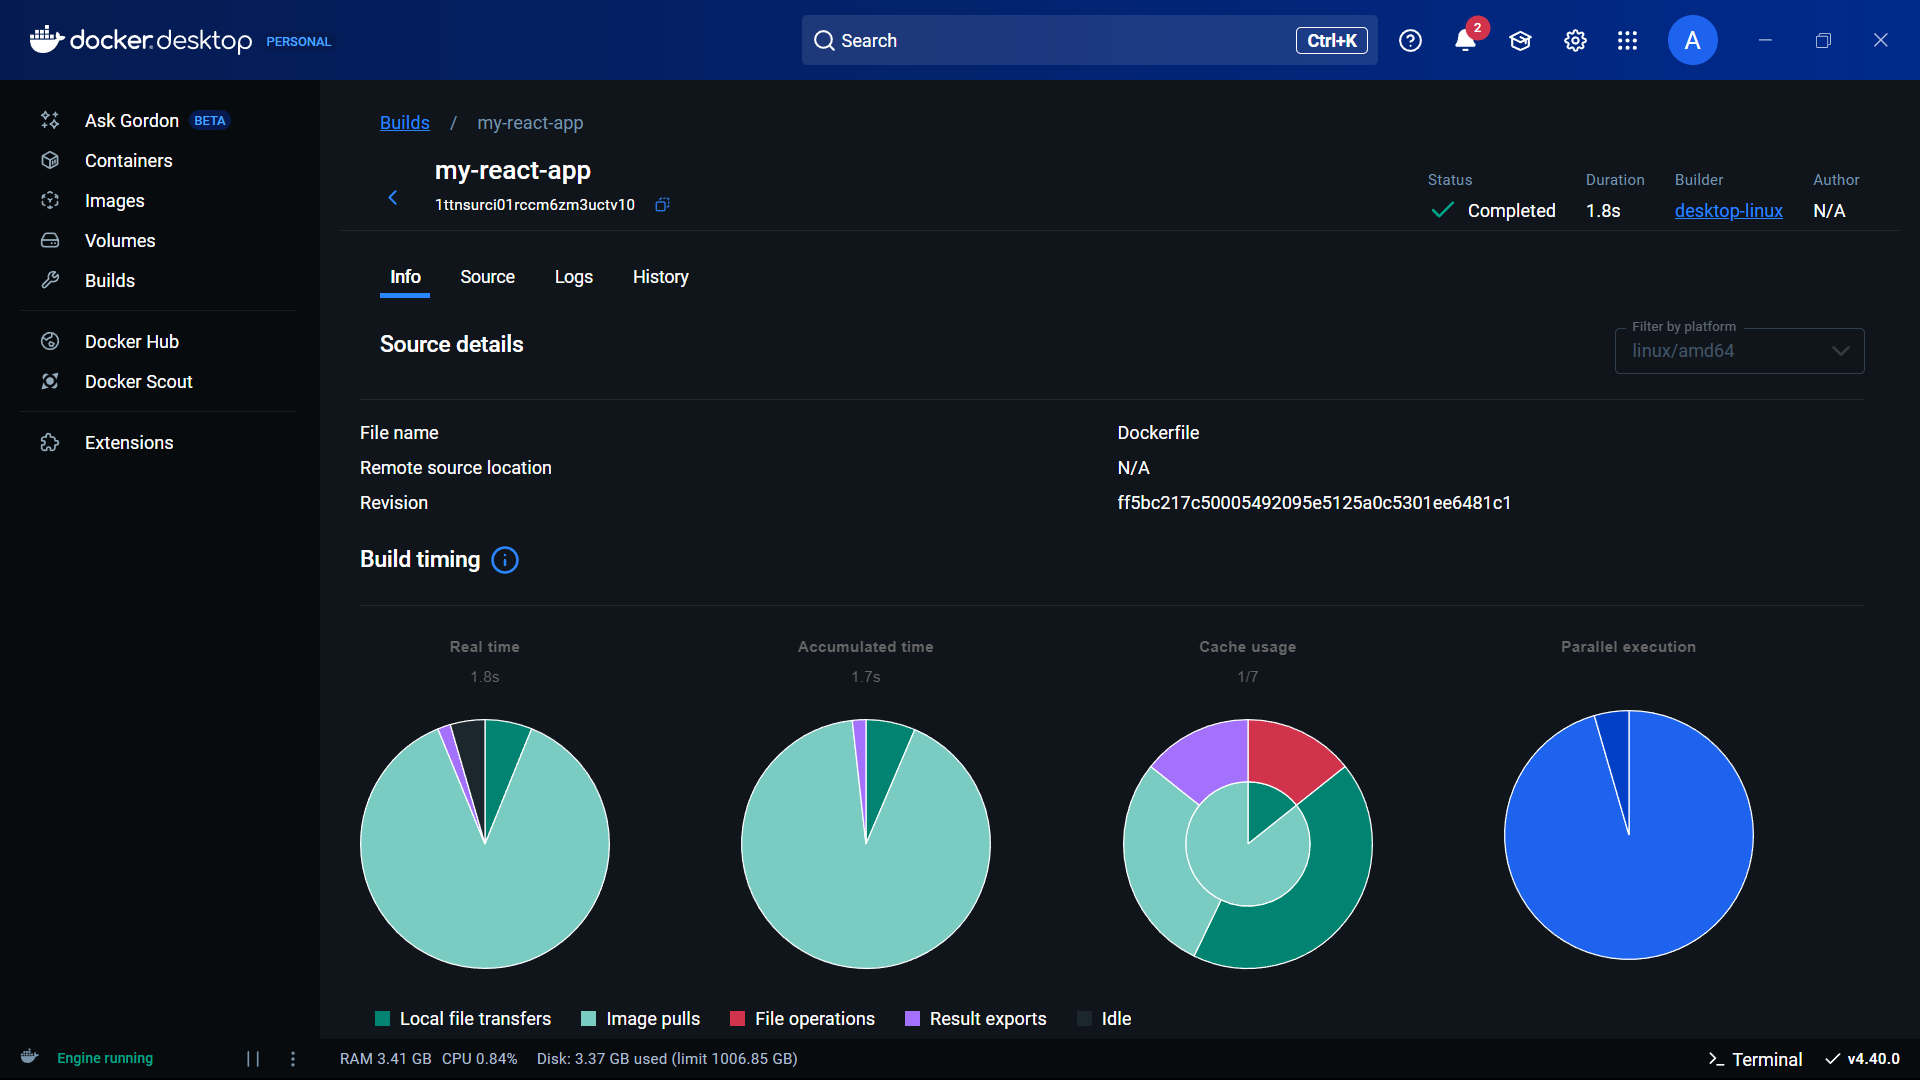 docker.desktop PERSONAL
Search
Ctrl+K
2
A
Ask Gordon BETA
Containers
Images
Volumes
Builds
Docker Hub
Docker Scout
Extensions
Builds / my-react-app
my-react-app
1ttnsurci01rccm6zm3uctv10
Status Duration Builder Author
Completed 1.8s desktop-linux N/A
Info Source Logs History
Source details
Filter by platform
linux/amd64
File name Dockerfile
Remote source location N/A
Revision ff5bc217c50005492095e5125a0c5301ee6481c1
Build timing
Real time Accumulated time Cache usage Parallel execution
1.8s 1.7s 1/7
Local file transfers Image pulls File operations Result exports Idle
Engine running
RAM 3.41 GB CPU 0.84% Disk: 3.37 GB used (limit 1006.85 GB)
Terminal
v4.40.0